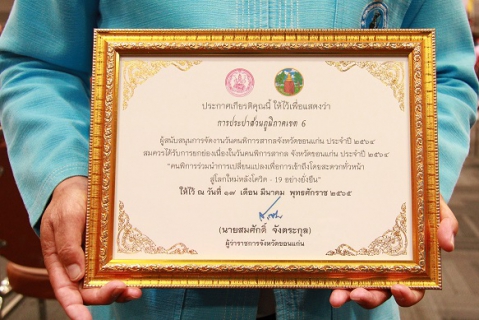 ประกาศเกียรติคุณนี้ ให้ไว้เพื่อแสดงว่า
การประปาส่วนภูมิภาคเขต 6
ผู้สนับสนุนการจัดงานวันคนพิการสากลจังหวัดขอนแก่น ประจำปี ๒๕๖๔
สมควรได้รับการยกย่องเนื่องในวันคนพิการสากล จังหวัดขอนแก่น ประจำปี ๒๕๖๔
"คนพิการร่วมนำการเปลี่ยนแปลงเพื่อการเข้าถึงโดยสะดวกทั่วหน้า
สู่โลกใหม่หลังโควิด - 19 อย่างยั่งยืน"
ให้ไว้ ณ วันที่ ๑๗ เดือน มีนาคม พุทธศักราช ๒๕๖๕
(นายสมศักดิ์ จังตระกุล)
ผู้ว่าราชการจังหวัดขอนแก่น